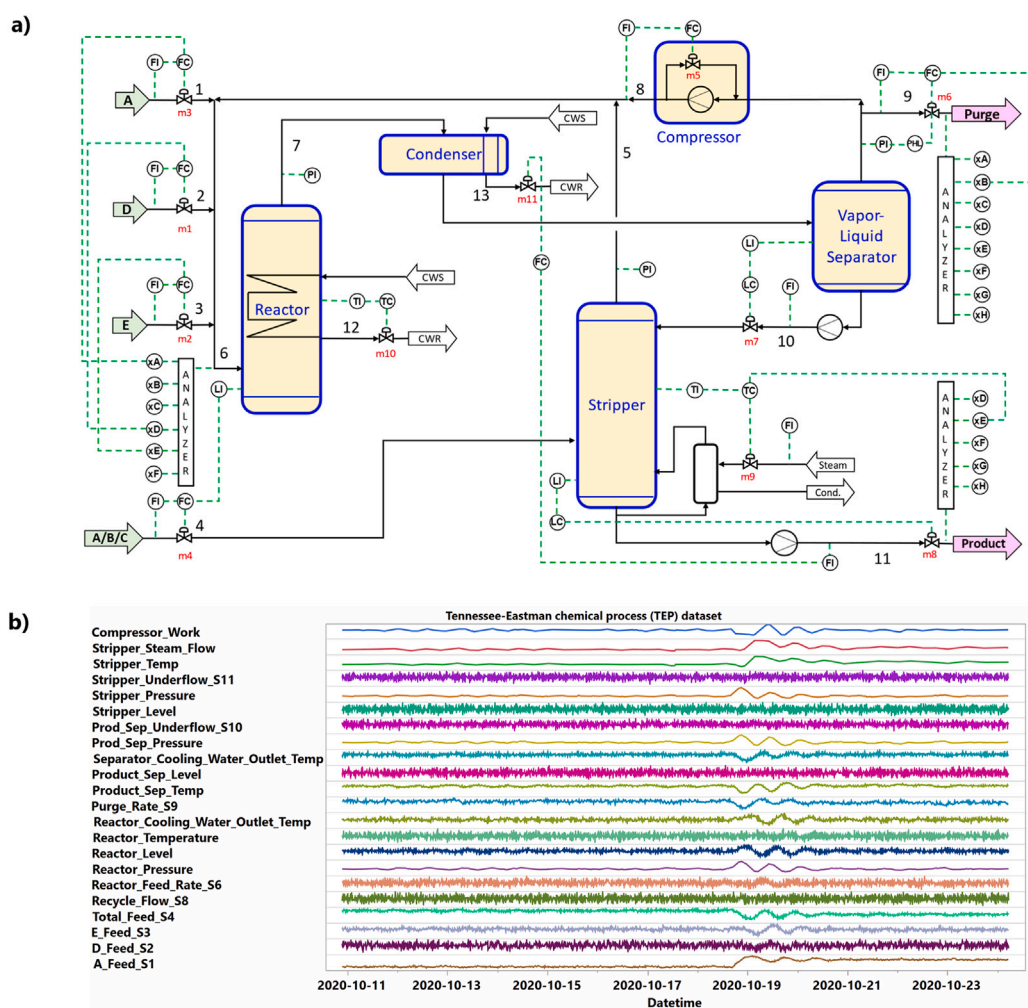 a)
FI
FC
A
1
m3
FI
FC
D
2
m1
FI
FC
E
3
m2
6
xA
xB
xC
xD
xE
xF
ANALYZER
LI
FI
FC
A/B/C
4
m4
7
PI
Reactor
CWS
TI
TC
12
m10
CWR
Condenser
CWS
13
m11
CWR
FC
FI
FC
m5
8
Compressor
5
PI
FI
FC
m6
9
Purge
PI
PHL
xA
xB
xC
xD
xE
xF
xG
xH
ANALYZER
Vapor-
Liquid
Separator
LI
LC
FI
m7
10
Stripper
TI
TC
FI
m9
Steam
Cond.
LI
LC
FI
11
m8
Product
ANALYZER
xD
xE
xF
xG
xH
b)
Tennessee-Eastman chemical process (TEP) dataset
Compressor_Work
Stripper_Steam_Flow
Stripper_Temp
Stripper_Underflow_S11
Stripper_Pressure
Stripper_Level
Prod_Sep_Underflow_S10
Prod_Sep_Pressure
Separator_Cooling_Water_Outlet_Temp
Product_Sep_Level
Product_Sep_Temp
Purge_Rate_S9
Reactor_Cooling_Water_Outlet_Temp
Reactor_Temperature
Reactor_Level
Reactor_Pressure
Reactor_Feed_Rate_S6
Recycle_Flow_S8
Total_Feed_S4
E_Feed_S3
D_Feed_S2
A_Feed_S1
2020-10-11 2020-10-13 2020-10-15 2020-10-17 2020-10-19 2020-10-21 2020-10-23
Datetime